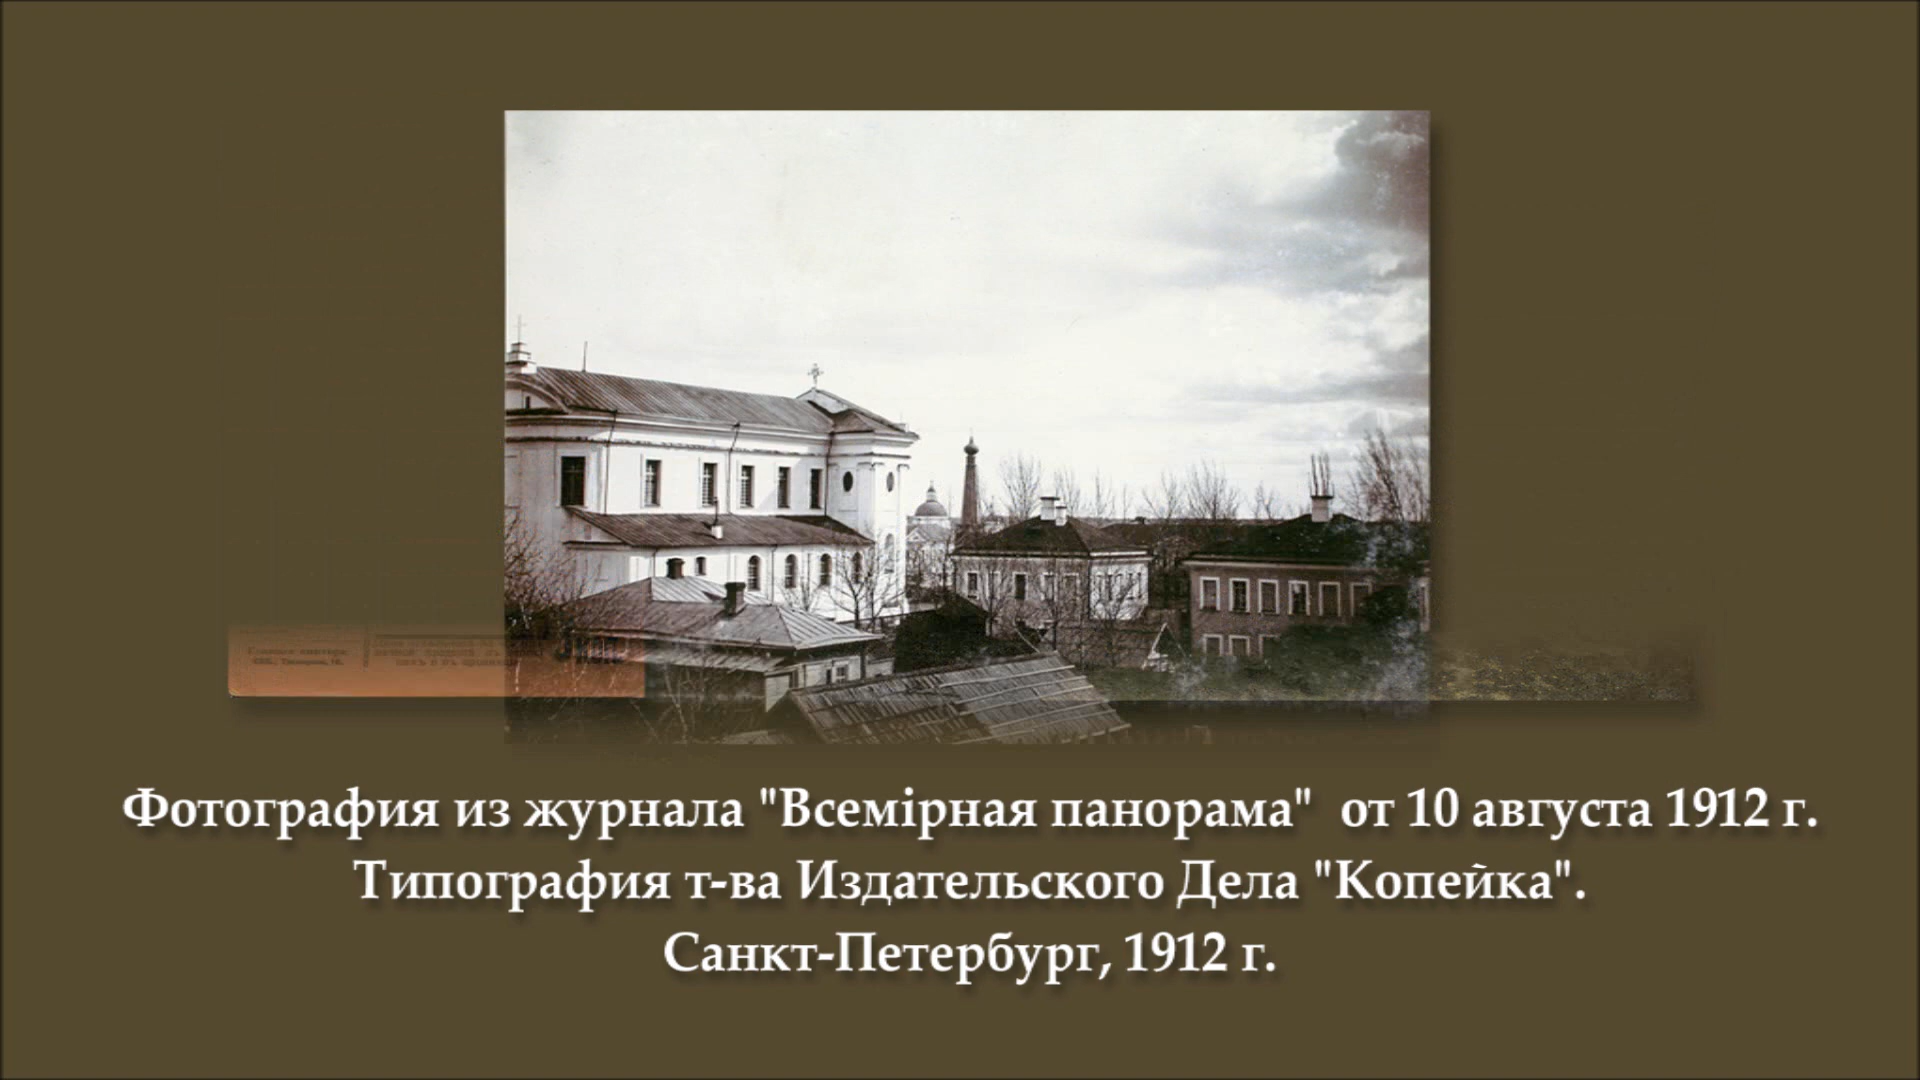 Фотография из журнала "Всемiрная панорама" от 10 августа 1912 г.
Типография т-ва Издательского Дела "Копейка".
Санкт-Петербург, 1912 г.